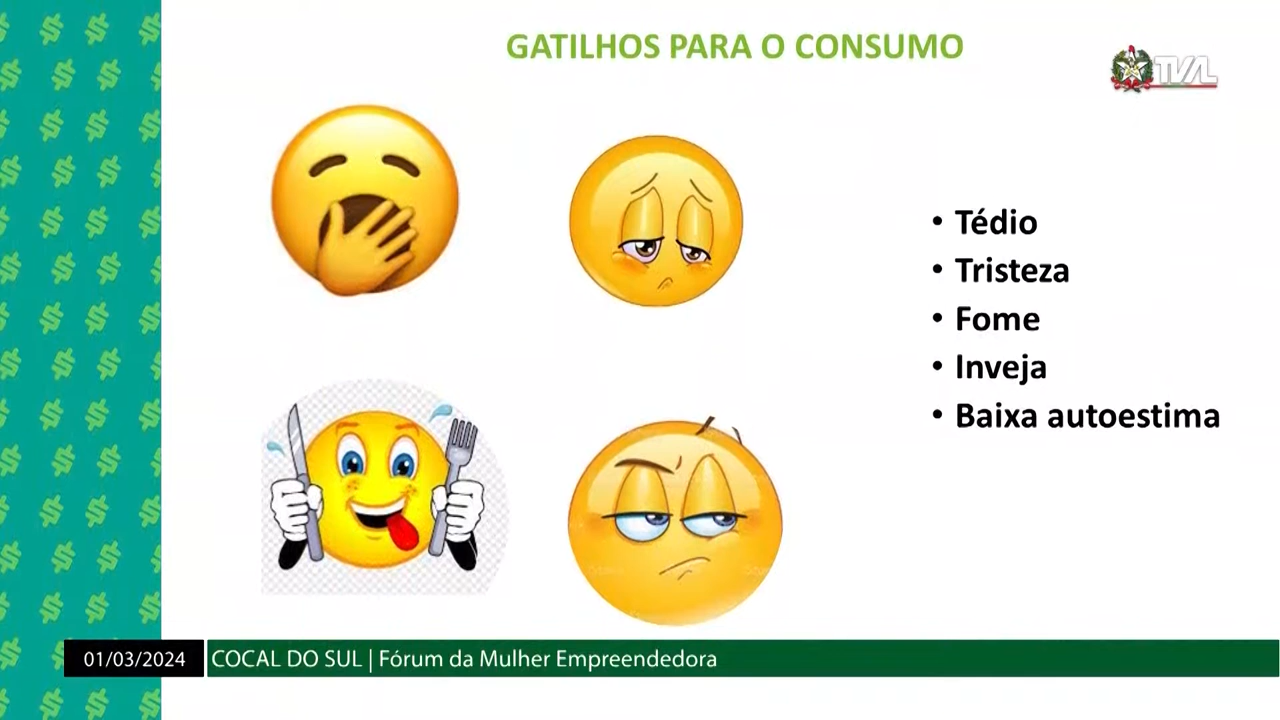 GATILHOS PARA O CONSUMO
TVAL
• Tédio
• Tristeza
• Fome
• Inveja
• Baixa autoestima
01/03/2024
COCAL DO SUL | Fórum da Mulher Empreendedora